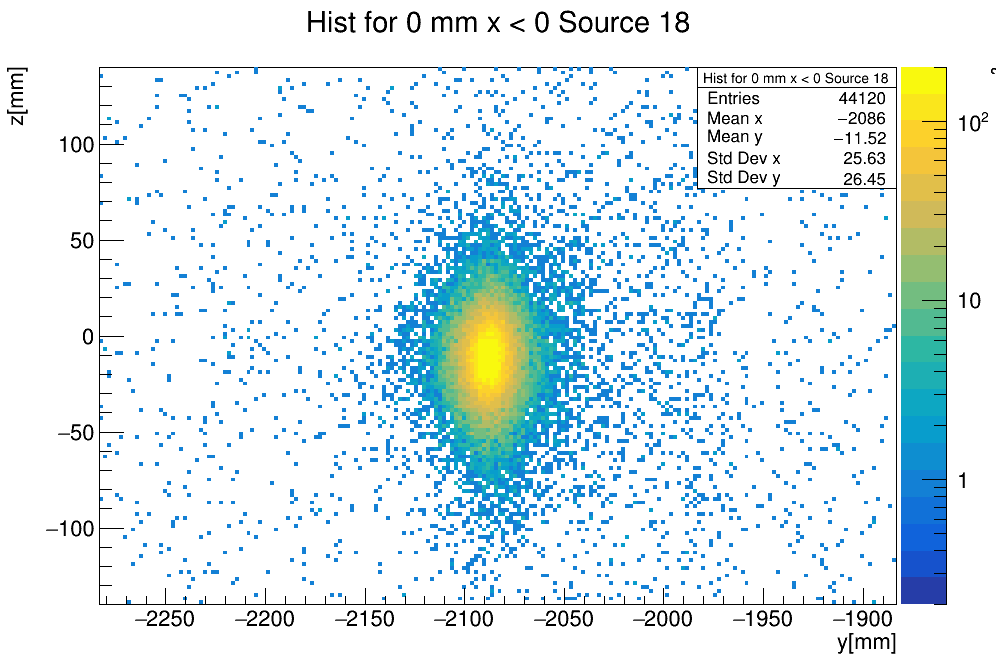 Hist for 0 mm x < 0 Source 18
z[mm]
Hist for 0 mm x < 0 Source 18
Entries 44120
Mean x −2086
Mean y −11.52
Std Dev x 25.63
Std Dev y 26.45
100
50
0
−50
−100
−2250 −2200 −2150 −2100 −2050 −2000 −1950 −1900
y[mm]
10²
10
1